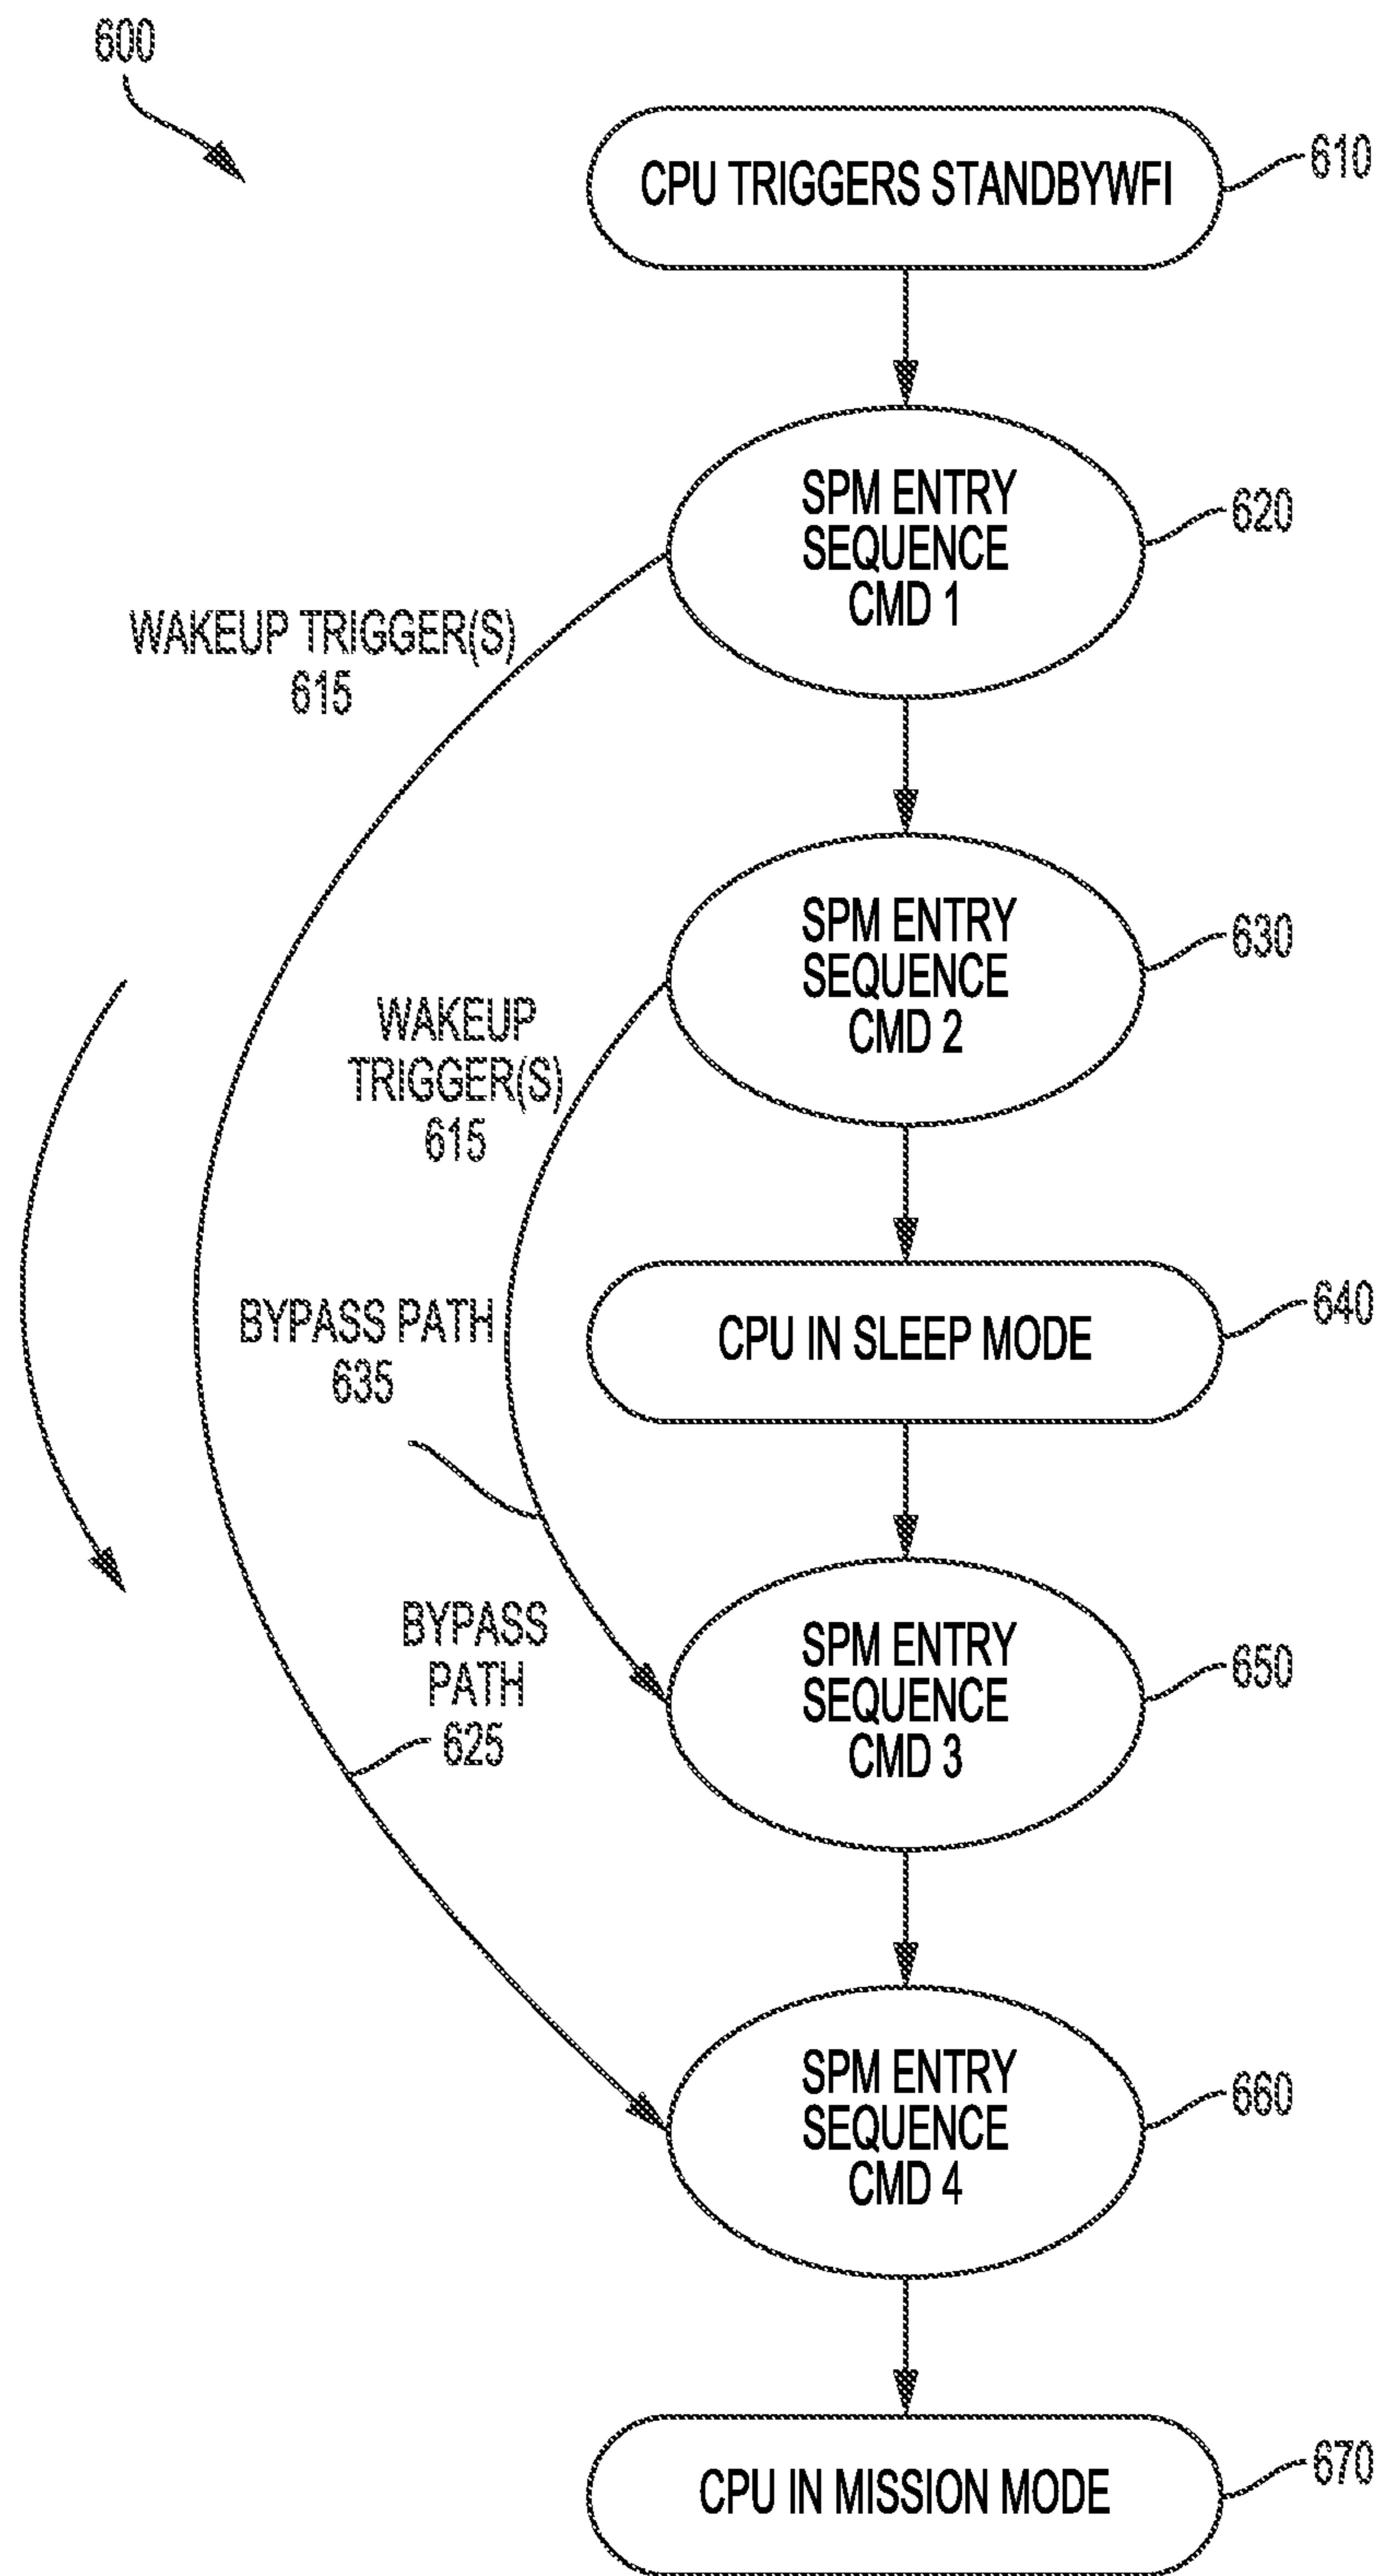 600
CPU TRIGGERS STANDBYWFI
610
SPM ENTRY
SEQUENCE
CMD 1
620
WAKEUP TRIGGER(S)
615
SPM ENTRY
SEQUENCE
CMD 2
630
WAKEUP
TRIGGER(S)
615
BYPASS PATH
635
CPU IN SLEEP MODE
640
BYPASS
PATH
625
SPM ENTRY
SEQUENCE
CMD 3
650
SPM ENTRY
SEQUENCE
CMD 4
660
CPU IN MISSION MODE
670